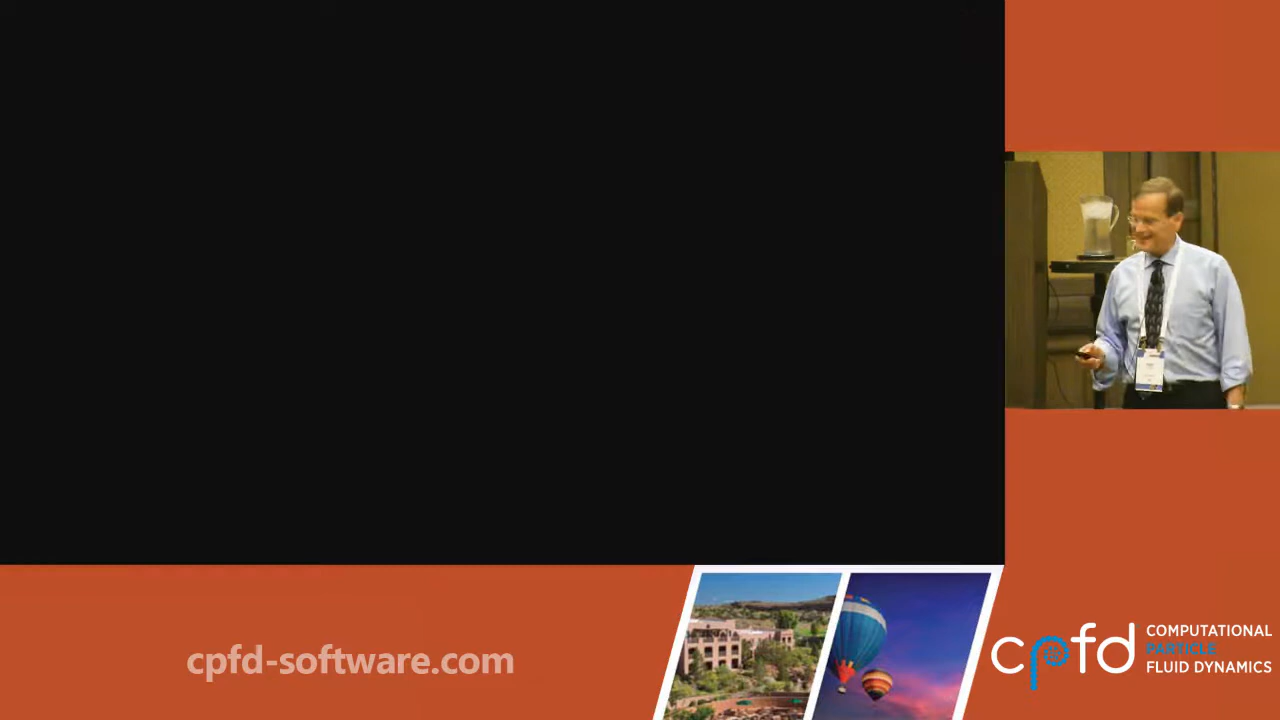 cpfd-software.com
cpfd
COMPUTATIONAL
PARTICLE
FLUID DYNAMICS